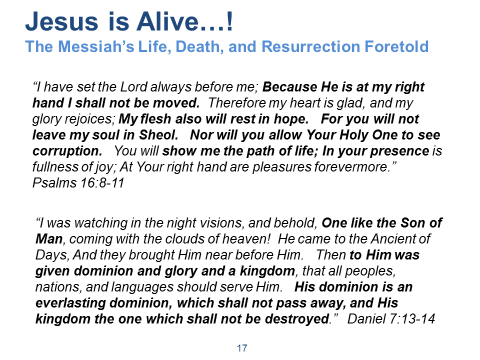 Jesus is Alive…!
The Messiah’s Life, Death, and Resurrection Foretold
“I have set the Lord always before me; Because He is at my right
hand I shall not be moved.  Therefore my heart is glad, and my
glory rejoices; My flesh also will rest in hope.   For you will not
leave my soul in Sheol.   Nor will you allow Your Holy One to see
corruption.   You will show me the path of life; In your presence is
fullness of joy; At Your right hand are pleasures forevermore.”
Psalms 16:8-11
“I was watching in the night visions, and behold, One like the Son of
Man, coming with the clouds of heaven!  He came to the Ancient of
Days, And they brought Him near before Him.   Then to Him was
given dominion and glory and a kingdom, that all peoples,
nations, and languages should serve Him.   His dominion is an
everlasting dominion, which shall not pass away, and His
kingdom the one which shall not be destroyed.”   Daniel 7:13-14
17